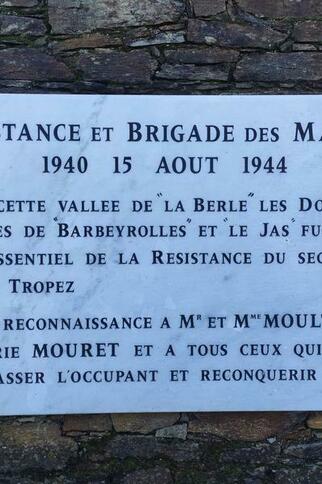 STANCE ET BRIGADE DES MA
1940 15 AOUT 1944
CETTE VALLEE DE "LA BERLE" LES DO
ES DE "BARBEYROLLES" ET "LE JAS" FU
SSENTIEL DE LA RESISTANCE DU SEC
TROPEZ
RECONNAISSANCE A MR ET MME MOULT
RIE MOURET ET A TOUS CEUX QUI
ASSER L'OCCUPANT ET RECONQUERIR